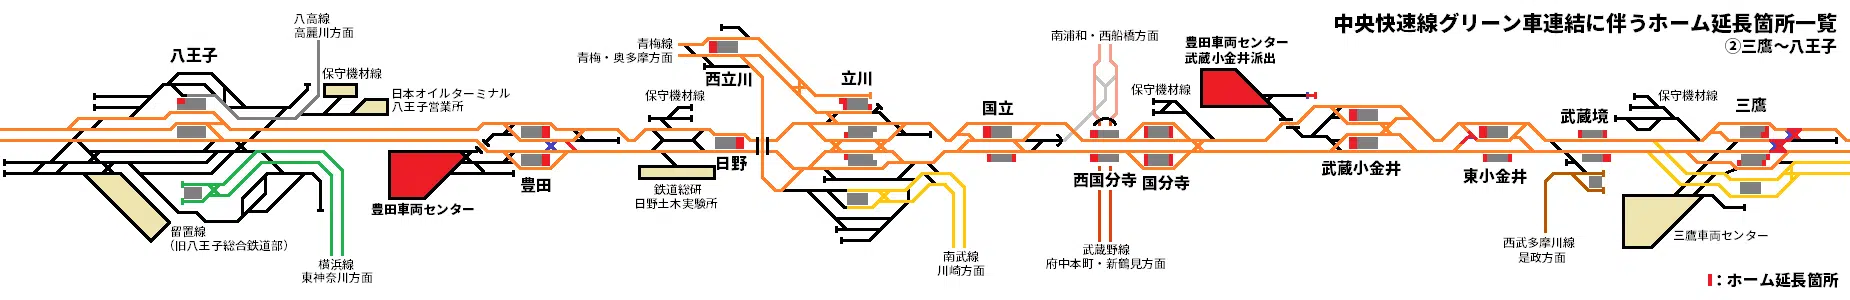 中央快速線グリーン車連結に伴うホーム延長箇所一覧
②三鷹～八王子
八高線
高麗川方面
八王子
保守機材線
日本オイルターミナル
八王子営業所
留置線
（旧八王子総合鉄道部）
横浜線
東神奈川方面
豊田車両センター
豊田
青梅線
青梅・奥多摩方面
西立川
保守機材線
日野
鉄道総研
日野土木実験所
立川
南武線
川崎方面
国立
南浦和・西船橋方面
西国分寺
武蔵野線
府中本町・新鶴見方面
保守機材線
国分寺
豊田車両センター
武蔵小金井派出
武蔵小金井
東小金井
武蔵境
西武多摩川線
是政方面
保守機材線
三鷹
三鷹車両センター
：ホーム延長箇所